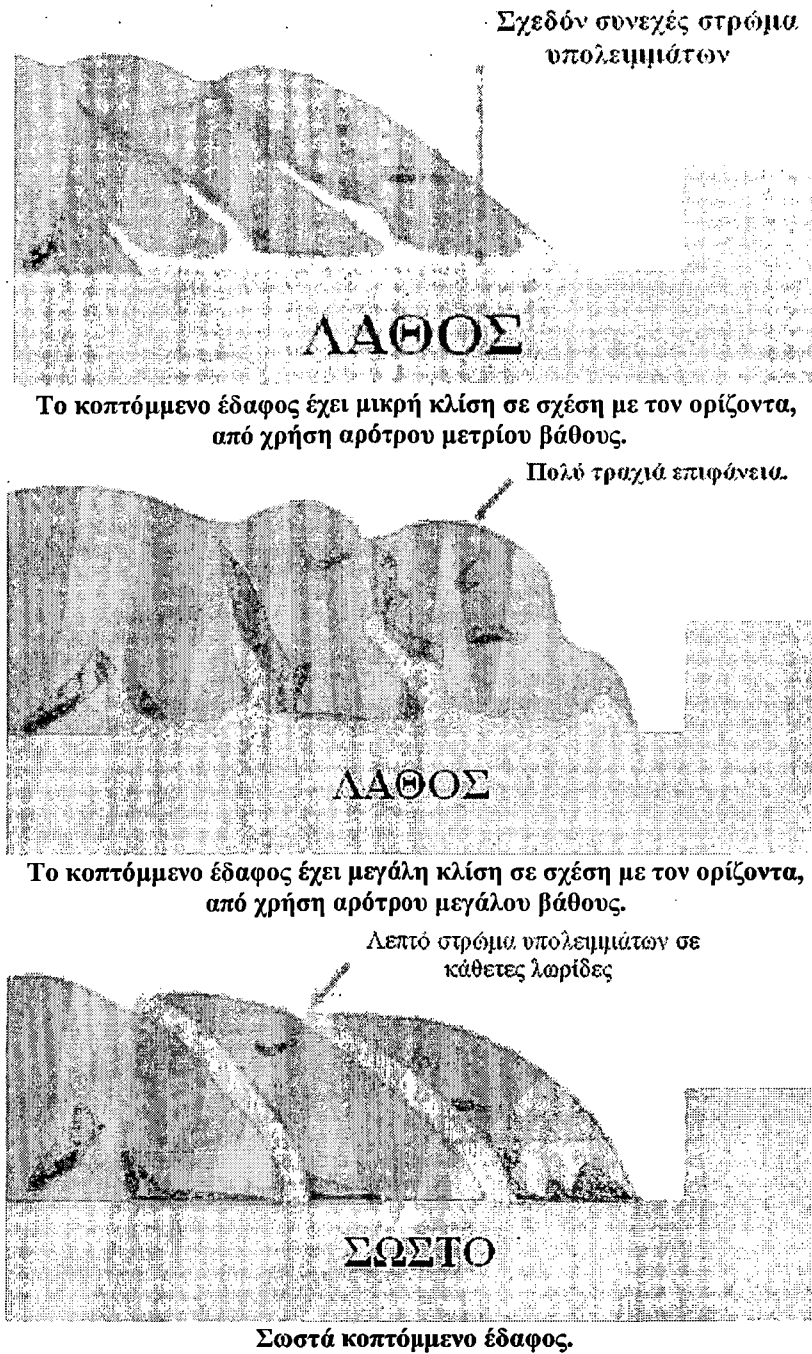 Σχεδόν συνεχές στρώμα
υπολειμμάτων
ΛΑΘΟΣ
Το κοπτόμμενο έδαφος έχει μικρή κλίση σε σχέση με τον ορίζοντα,
από χρήση αρότρου μετρίου βάθους.
Πολύ τραχιά επιφάνεια.
ΛΑΘΟΣ
Το κοπτόμμενο έδαφος έχει μεγάλη κλίση σε σχέση με τον ορίζοντα,
από χρήση αρότρου μεγάλου βάθους.
Λεπτό στρώμα υπολειμμάτων σε
κάθετες λωρίδες
ΣΩΣΤΟ
Σωστά κοπτόμμενο έδαφος.